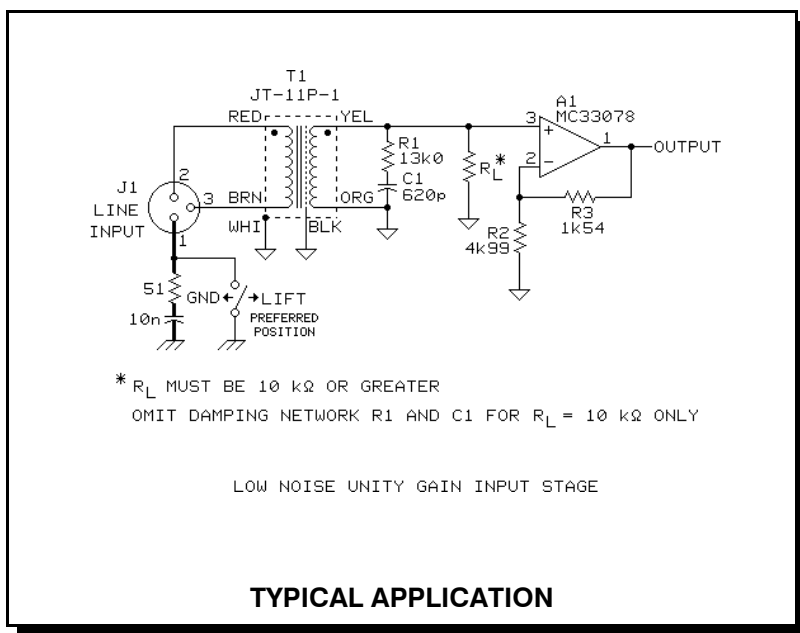 T1
JT-11P-1
RED
YEL
A1
MC33078
3
+
1
OUTPUT
2
−
R1
13k0
C1
620p
RL*
2
J1
LINE
INPUT
3
BRN
ORG
WHI
BLK
1
R3
1k54
R2
4k99
51
GND
LIFT
10n
PREFERRED
POSITION
* RL MUST BE 10 kΩ OR GREATER
OMIT DAMPING NETWORK R1 AND C1 FOR RL = 10 kΩ ONLY
LOW NOISE UNITY GAIN INPUT STAGE
TYPICAL APPLICATION